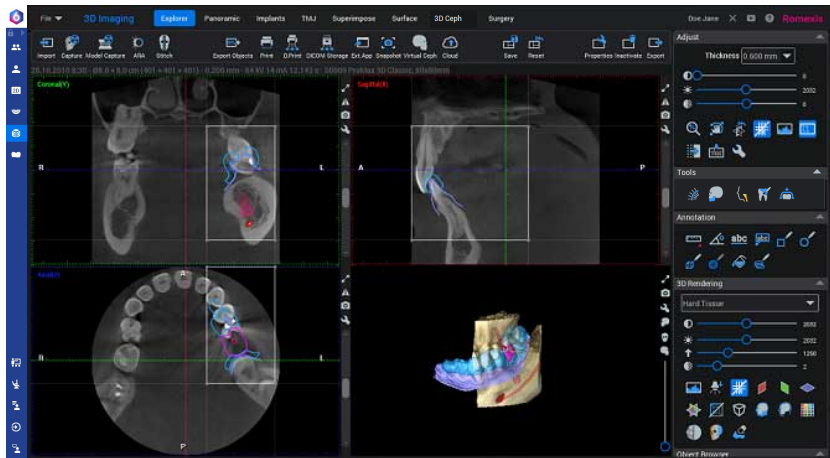 File 3D Imaging Explorer Panoramic Implants TMJ Superimpose Surface 3D Ceph Surgery Doe Jane Romexis
Import Capture Model Capture ARA Stitch Export Objects Print D.Print DICOM Storage Ext.App Snapshot Virtual Ceph Cloud Save Reset Properties Inactivate Export
Adjust
Thickness 0.600 mm
Coronal(Y)
Sagittal(X)
6
2032
6
R L
A P
Tools
Annotation
abc
Axial(Z)
A
3D Rendering
Hard Tissue
2032
2032
1250
2
R L
P
Object Browser